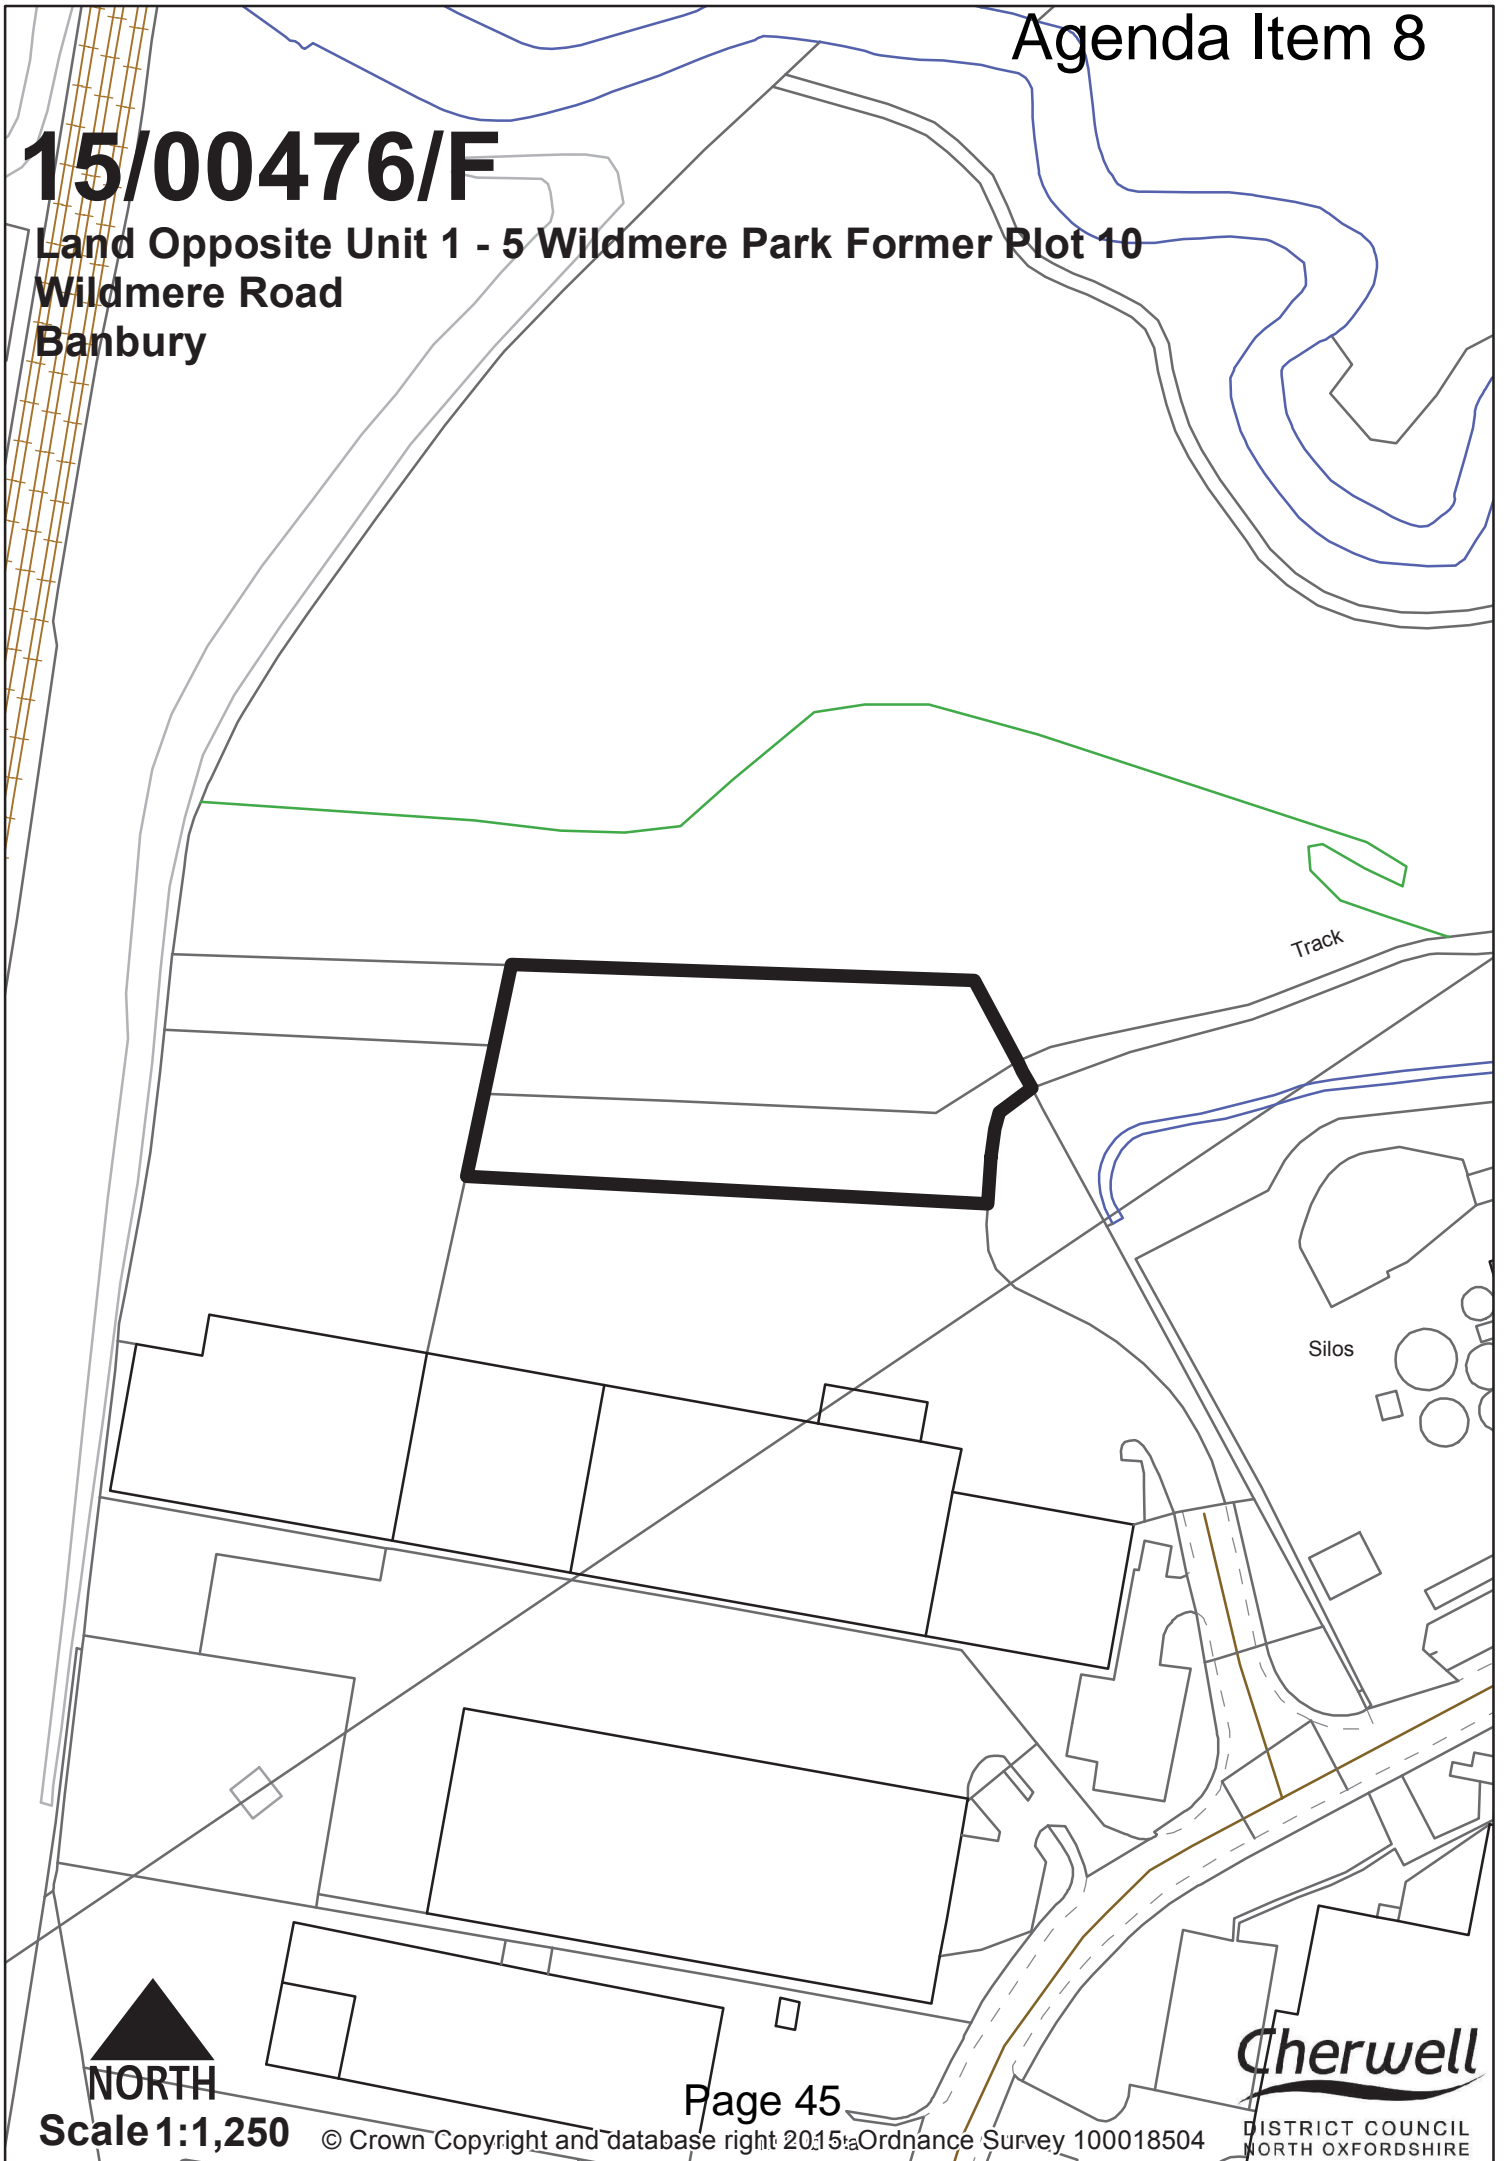 Agenda Item 8
15/00476/F
Land Opposite Unit 1 - 5 Wildmere Park Former Plot 10
Wildmere Road
Banbury
Track
Silos
NORTH
Scale 1:1,250
Page 45
© Crown Copyright and database right 2015. Ordnance Survey 100018504
Cherwell
DISTRICT COUNCIL
NORTH OXFORDSHIRE